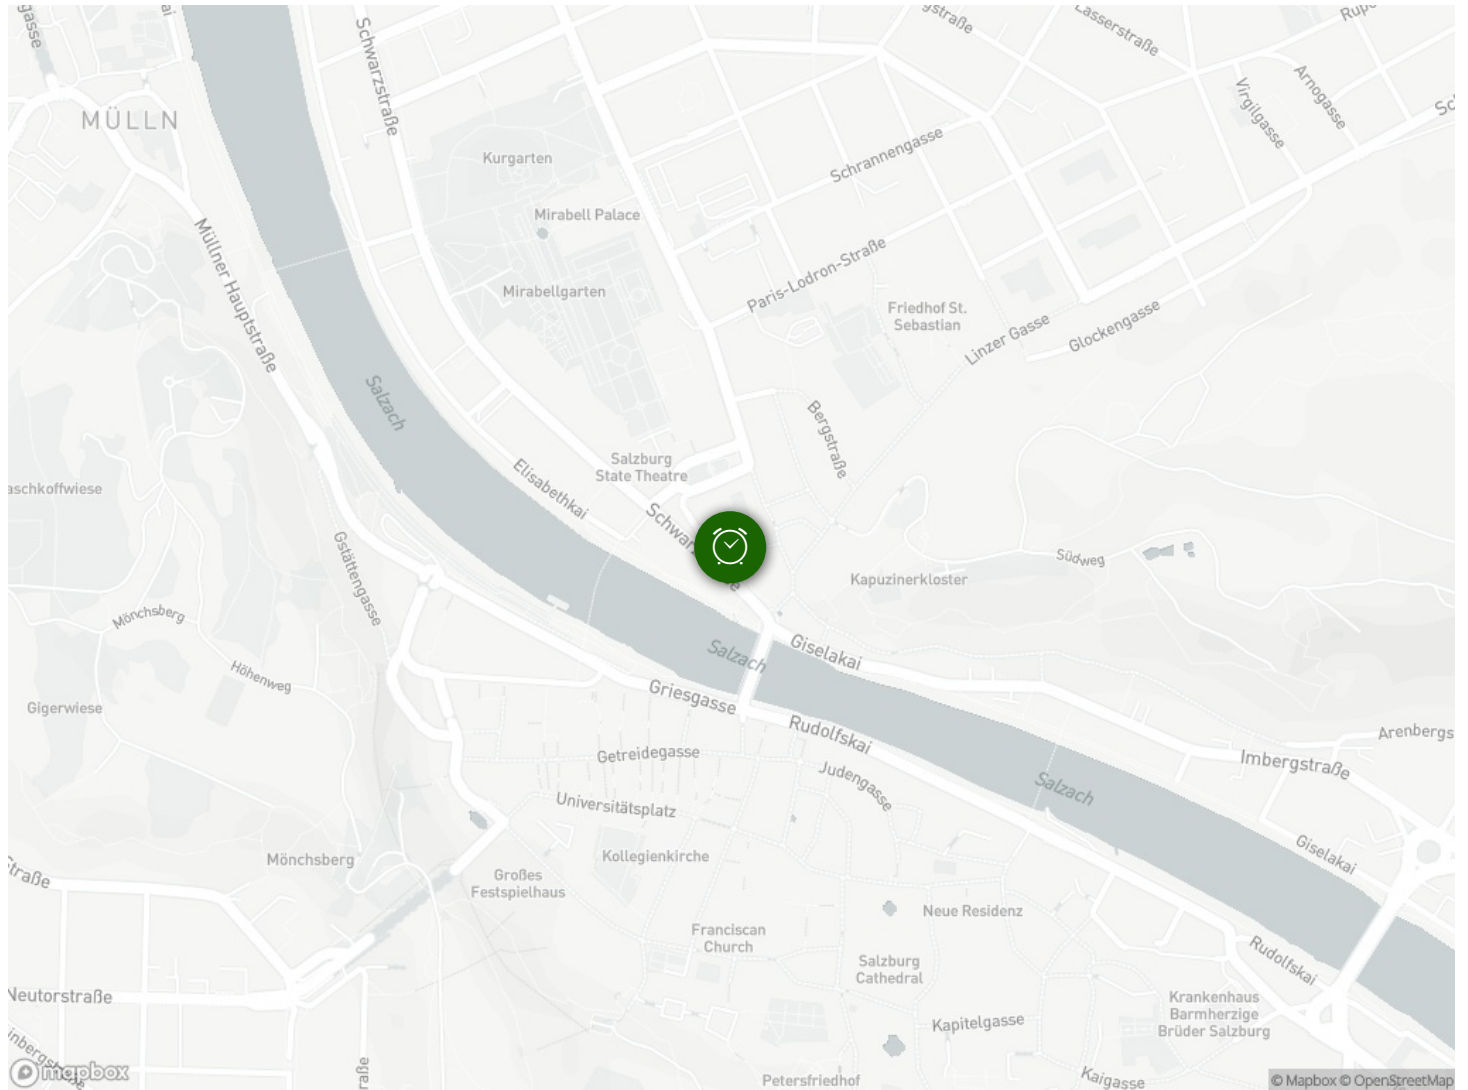 Schwarzstraße
Lasserstraße
Virgilgasse
Arnogasse
MÜLLN
Kurgarten
Schrannengasse
Mirabell Palace
Müllner Hauptstraße
Mirabellgarten
Paris-Lodron-Straße
Friedhof St.
Sebastian
Linzer Gasse
Glockengasse
Salzach
Bergstraße
Salzburg
State Theatre
Elisabethkai
aschkoffwiese
Schwarz
Gstättengasse
Südweg
Kapuzinerkloster
Mönchsberg
Höhenweg
Salzach
Giselakai
Gigerwiese
Griesgasse
Rudolfskai
Arenbergs
Getreidegasse
Judengasse
Imbergstraße
Salzach
Universitätsplatz
Giselakai
Mönchsberg
Kollegienkirche
Großes
Festspielhaus
traße
Neue Residenz
Franciscan
Church
Salzburg
Cathedral
Rudolfskai
Neutorstraße
Krankenhaus
Barmherzige
Brüder Salzburg
Kapitelgasse
Petersfriedhof
Kaigasse
mapbox
© Mapbox © OpenStreetMap